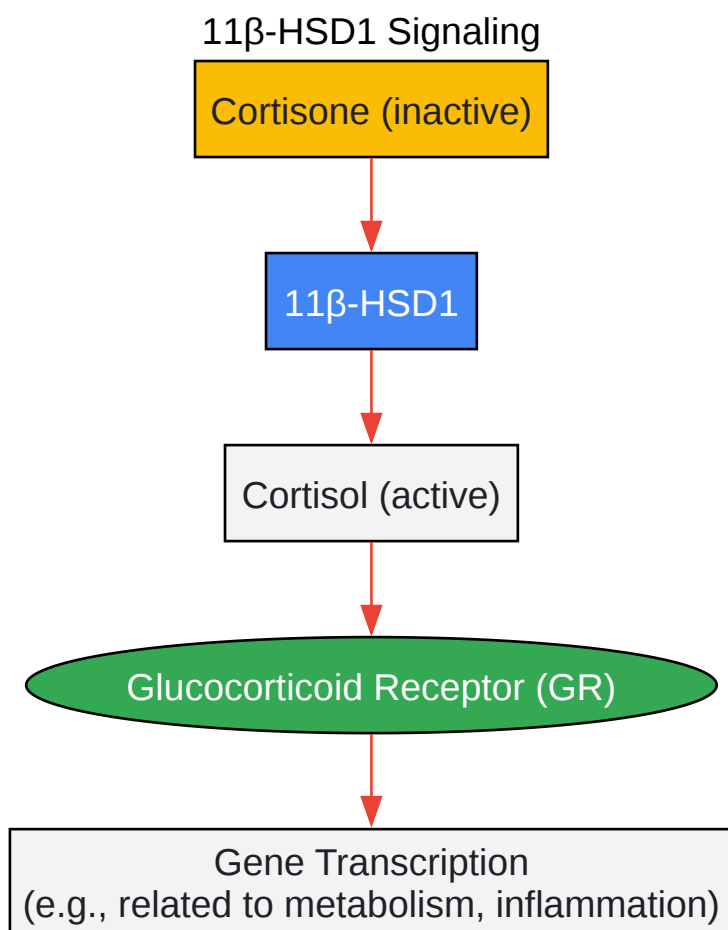 11β-HSD1 Signaling
Cortisone (inactive)
11β-HSD1
Cortisol (active)
Glucocorticoid Receptor (GR)
Gene Transcription
(e.g., related to metabolism, inflammation)